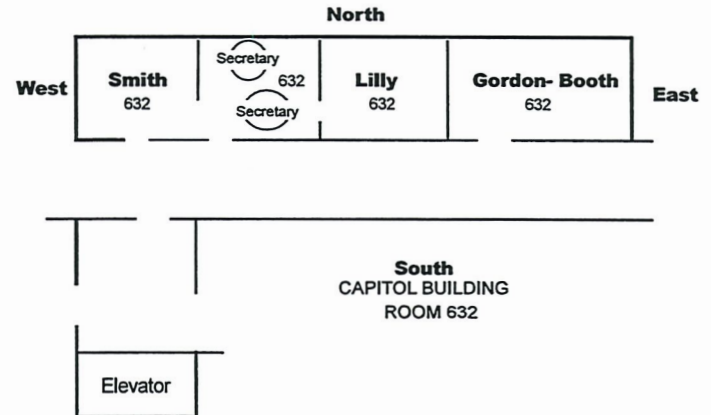 North
West
Smith
632
Secretary
632
Secretary
Lilly
632
Gordon- Booth
632
East
South
CAPITOL BUILDING
ROOM 632
Elevator